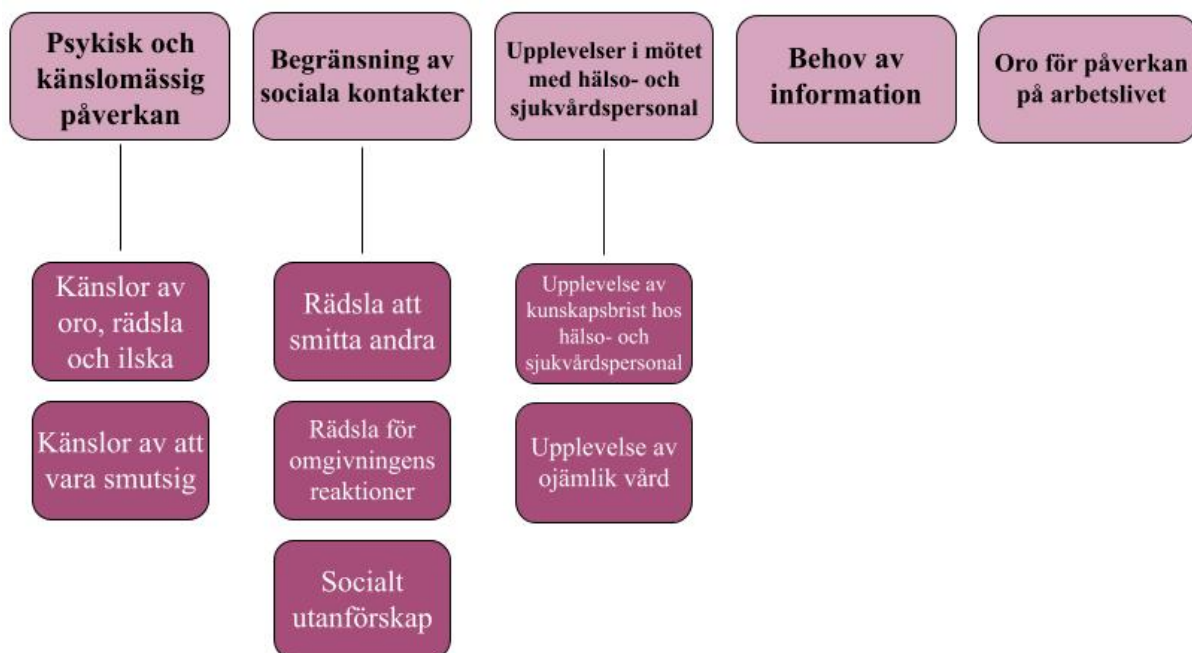 Psykisk och
känslomässig
påverkan
Begränsning av
sociala kontakter
Upplevelser i mötet
med hälso- och
sjukvårdspersonal
Behov av
information
Oro för påverkan
på arbetslivet
Känslor av
oro, rädsla
och ilska
Känslor av att
vara smutsig
Rädsla att
smitta andra
Rädsla för
omgivningens
reaktioner
Socialt
utanförskap
Upplevelse av
kunskapsbrist hos
hälso- och
sjukvårdspersonal
Upplevelse av
ojämlik vård